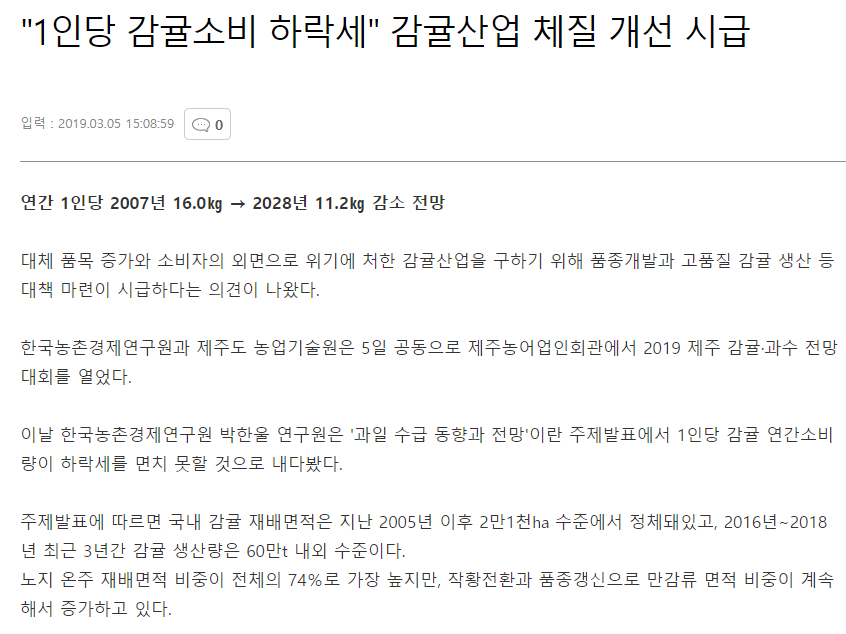 "1인당 감귤소비 하락세" 감귤산업 체질 개선 시급
입력 : 2019.03.05 15:08:59 0
연간 1인당 2007년 16.0㎏ → 2028년 11.2㎏ 감소 전망
대체 품목 증가와 소비자의 외면으로 위기에 처한 감귤산업을 구하기 위해 품종개발과 고품질 감귤 생산 등
대책 마련이 시급하다는 의견이 나왔다.
한국농촌경제연구원과 제주도 농업기술원은 5일 공동으로 제주농어업인회관에서 2019 제주 감귤·과수 전망
대회를 열었다.
이날 한국농촌경제연구원 박한울 연구원은 '과일 수급 동향과 전망'이란 주제발표에서 1인당 감귤 연간소비
량이 하락세를 면치 못할 것으로 내다봤다.
주제발표에 따르면 국내 감귤 재배면적은 지난 2005년 이후 2만1천ha 수준에서 정체돼있고, 2016년~2018
년 최근 3년간 감귤 생산량은 60만t 내외 수준이다.
노지 온주 재배면적 비중이 전체의 74%로 가장 높지만, 작황전환과 품종갱신으로 만감류 면적 비중이 계속
해서 증가하고 있다.